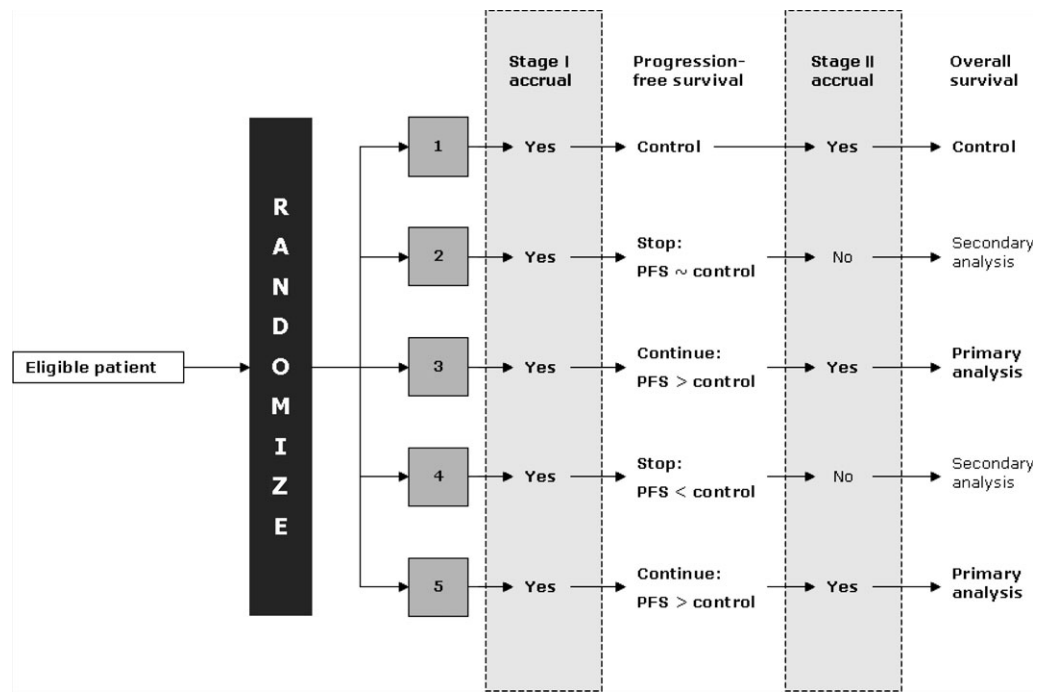 Stage I
accrual
Progression-
free survival
Stage II
accrual
Overall
survival
1
Yes
Control
Yes
Control
2
Yes
Stop:
PFS ~ control
No
Secondary
analysis
Eligible patient
RANDOMIZE
3
Yes
Continue:
PFS > control
Yes
Primary
analysis
4
Yes
Stop:
PFS < control
No
Secondary
analysis
5
Yes
Continue:
PFS > control
Yes
Primary
analysis